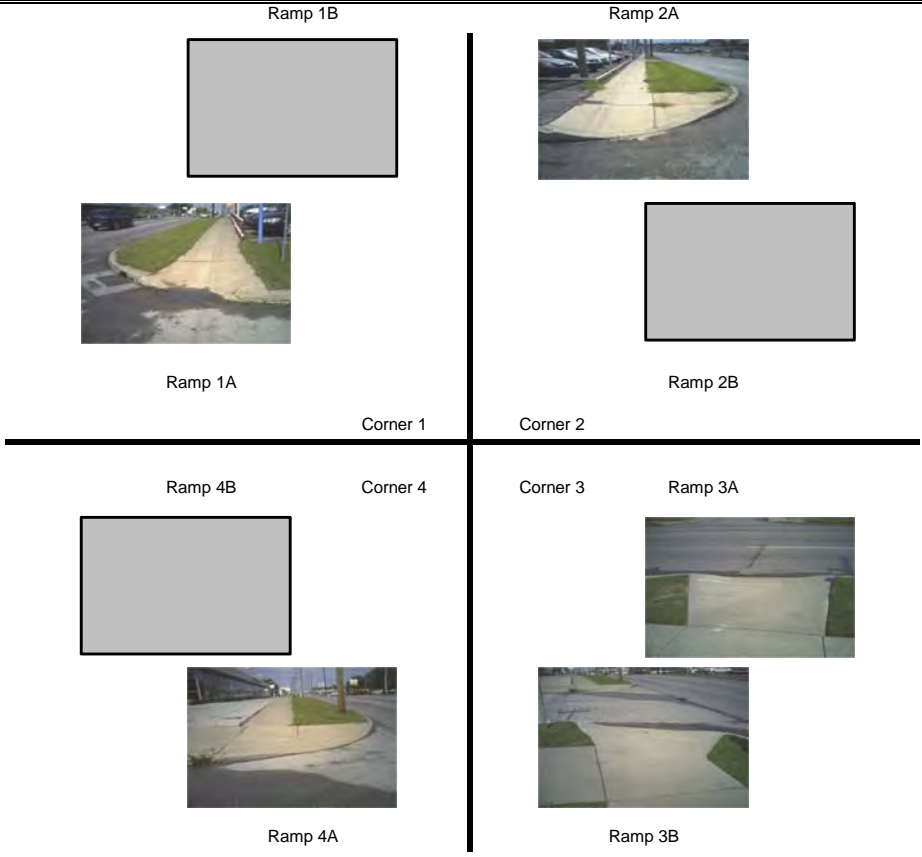 Ramp 1B
Ramp 2A
Ramp 1A
Ramp 2B
Corner 1
Corner 2
Ramp 4B
Corner 4
Corner 3
Ramp 3A
Ramp 4A
Ramp 3B